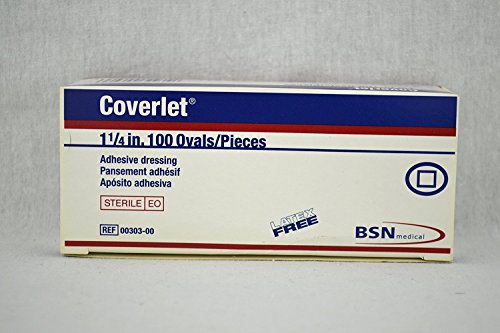 Coverlet®
1 1/4 in. 100 Ovals/Pieces
Adhesive dressing
Pansement adhésif
Apósito adhesiva
STERILE EO
REF 00303-00
LATEX
FREE
BSN medical